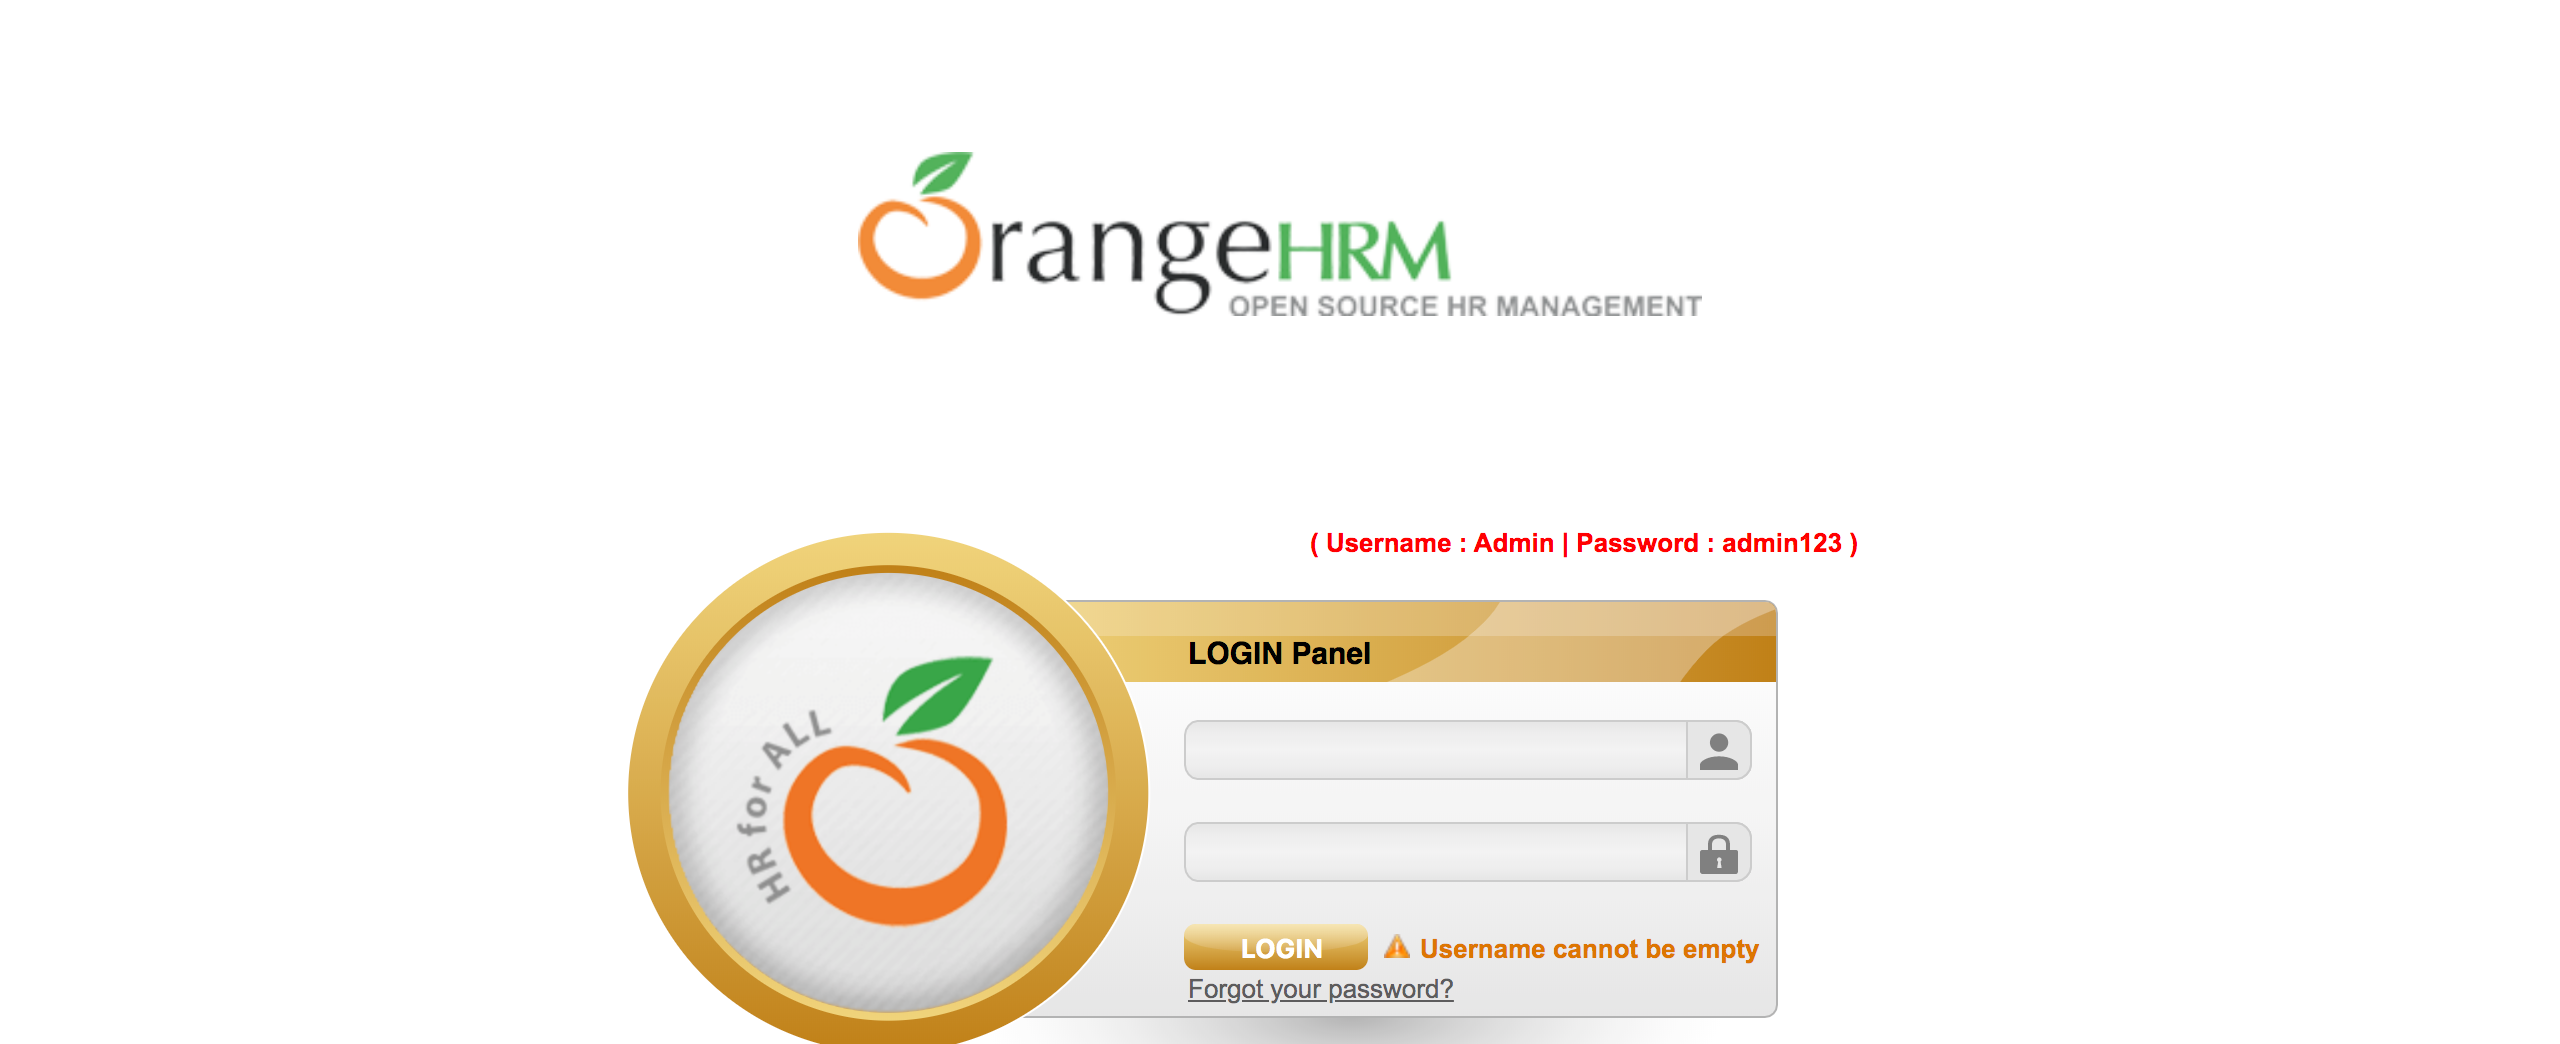 OrangeHRM
OPEN SOURCE HR MANAGEMENT
( Username : Admin | Password : admin123 )
HR for ALL
LOGIN Panel
LOGIN
Username cannot be empty
Forgot your password?